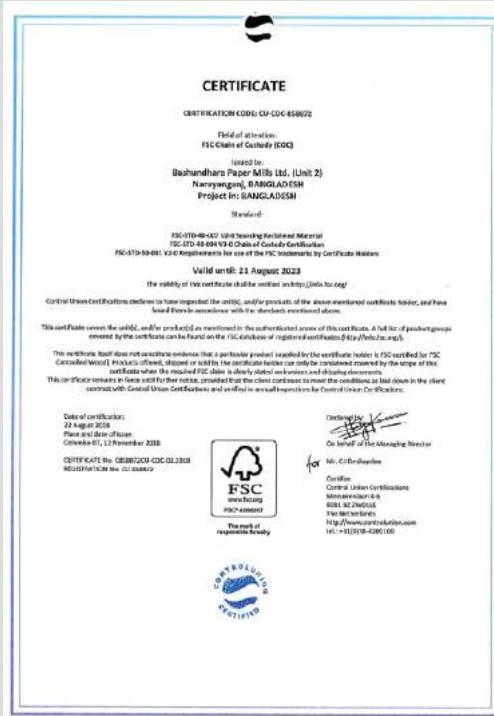 CERTIFICATE
CERTIFICATION CODE: CU-COC-858872
Field of attention:
FSC Chain of Custody (COC)
Issued to:
Bashundhara Paper Mills Ltd. (Unit 2)
Narayanganj, BANGLADESH
Project in: BANGLADESH
Standard:
FSC-STD-40-007 V2-0 Sourcing Reclaimed Material
FSC-STD-40-004 V3-0 Chain of Custody Certification
FSC-STD-50-001 V2-0 Requirements for use of the FSC trademarks by Certificate Holders
Valid until: 21 August 2023
the validity of this certificate shall be verified on http://info.fsc.org/
Control Union Certifications declares to have inspected the unit(s), and/or products of the above mentioned certificate holder, and have
found them in accordance with the standards mentioned above.
This certificate covers the unit(s), and/or product(s) as mentioned in the authenticated annex of this certificate. A full list of product groups
covered by the certificate can be found on the FSC database of registered certificates (http://info.fsc.org/).
This certificate itself does not constitute evidence that a particular product supplied by the certificate holder is FSC-certified [or FSC
Controlled Wood]. Products offered, shipped or sold by the certificate holder can only be considered covered by the scope of this
certificate when the required FSC claim is clearly stated on invoices and shipping documents.
This certificate remains in force until further notice, provided that the client continues to meet the conditions as laid down in the client
contract with Control Union Certifications and verified in annual inspections by Control Union Certifications.
Date of certification:
22 August 2018
Place and date of issue:
Colombo-07, 12 November 2018
CERTIFICATE No:
REGISTRATION No: CU 858872
FSC
www.fsc.org
The mark of
responsible forestry
Declared by:
On behalf of the Managing Director
for Mr.
Certifier
Control Union Certifications
Meeuwenlaan 4-6
8011 BZ ZWOLLE
The Netherlands
http://www.controlunion.com
CONTROLUNION
CERTIFIED